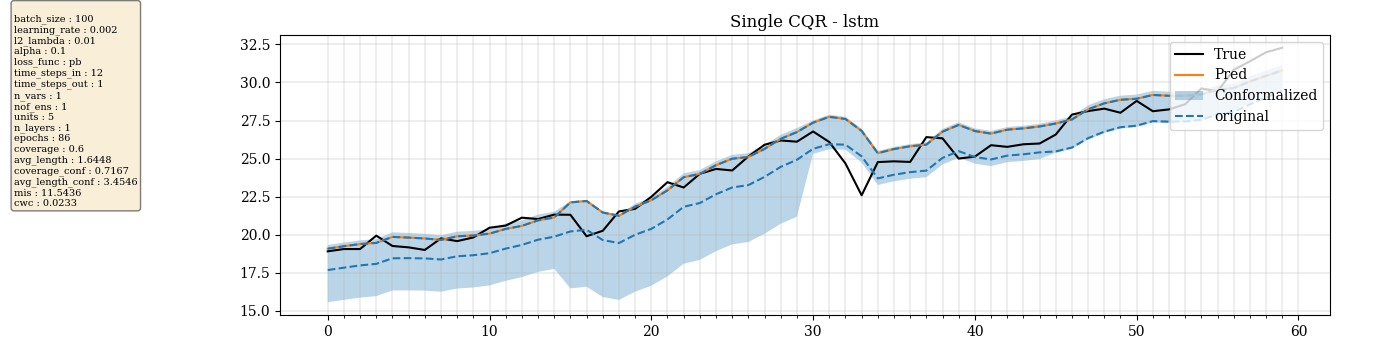 batch_size : 100
learning_rate : 0.002
l2_lambda : 0.01
alpha : 0.1
loss_func : pb
time_steps_in : 12
time_steps_out : 1
n_vars : 1
nof_ens : 1
units : 5
n_layers : 1
epochs : 86
coverage : 0.6
avg_length : 1.6448
coverage_conf : 0.7167
avg_length_conf : 3.4546
mis : 11.5436
cwc : 0.0233
Single CQR - lstm
32.5
30.0
27.5
25.0
22.5
20.0
17.5
15.0
True
Pred
Conformalized
original
0 10 20 30 40 50 60